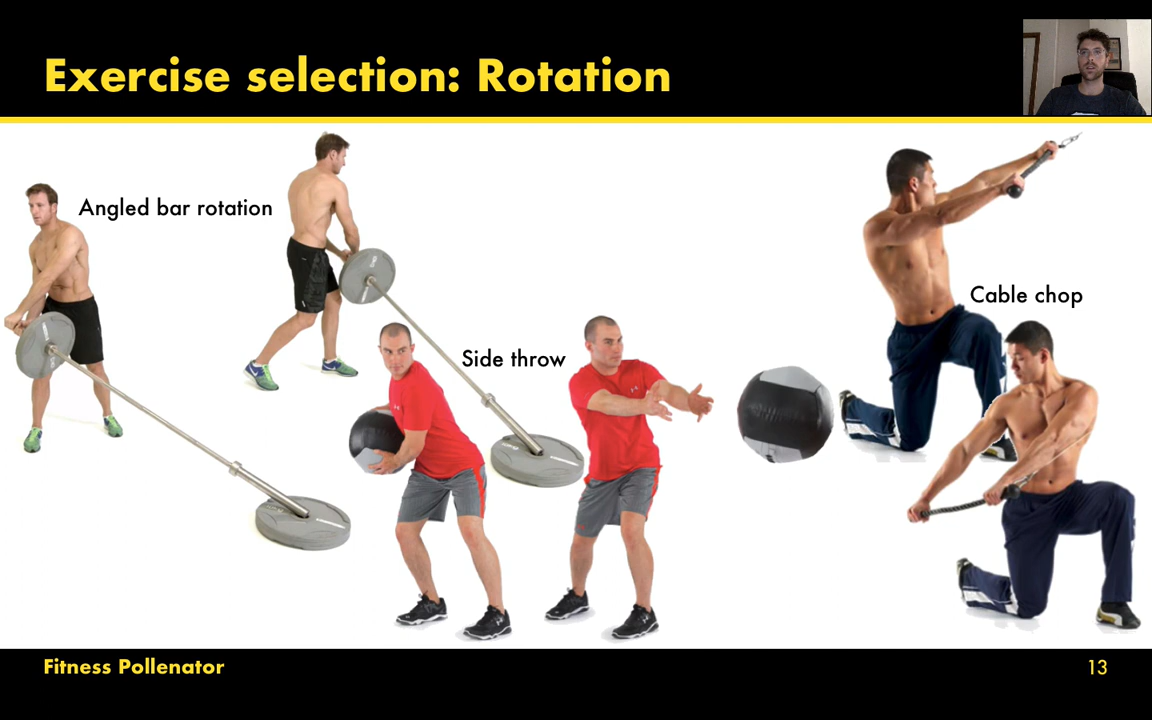 Exercise selection: Rotation
Angled bar rotation
Side throw
Cable chop
Fitness Pollenator
13